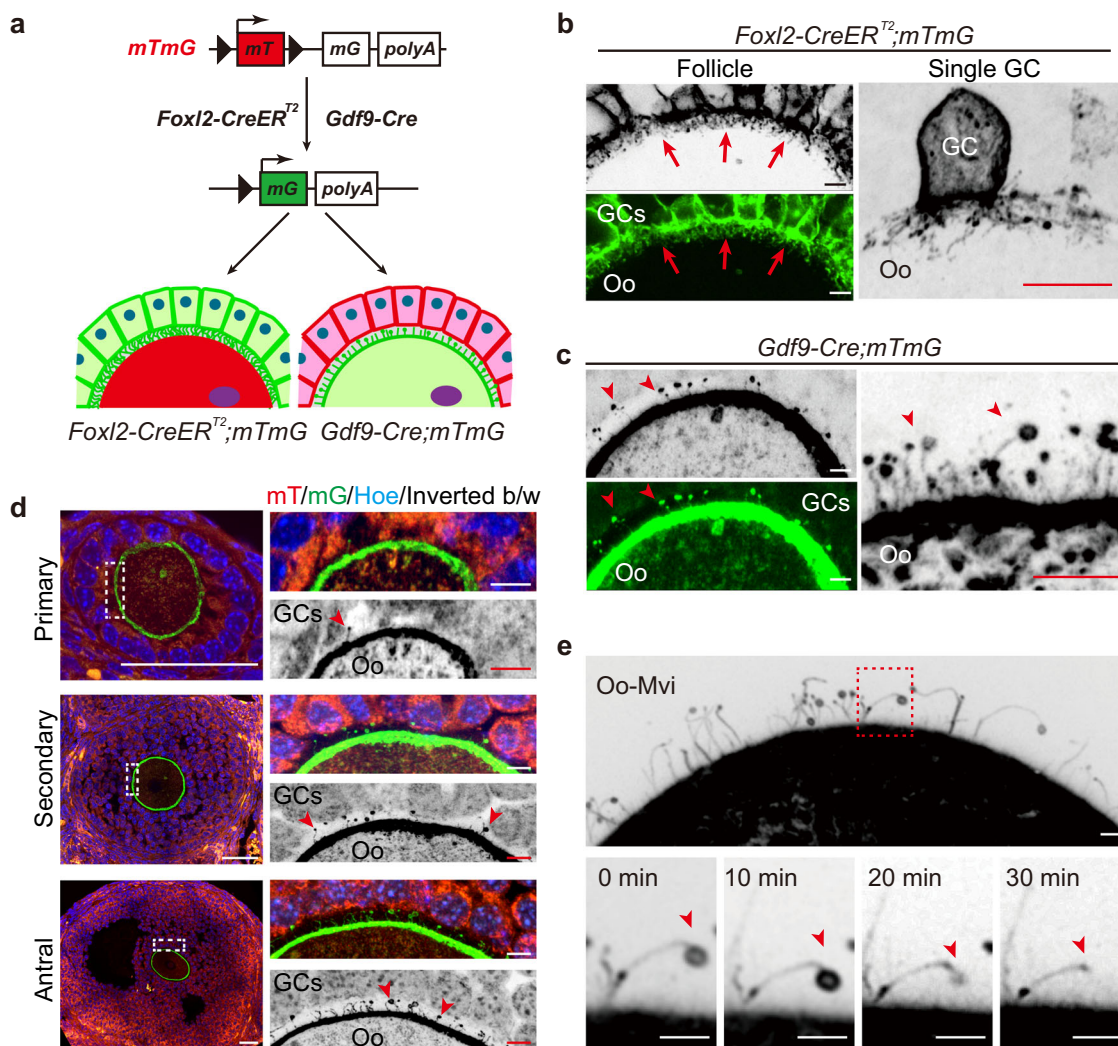 a
mTmG mT mG polyA
Foxl2-CreER^T2 Gdf9-Cre
mG polyA
Foxl2-CreER^T2;mTmG Gdf9-Cre;mTmG
b
Foxl2-CreER^T2;mTmG
Follicle Single GC
GCs
Oo
GC
Oo
c
Gdf9-Cre;mTmG
GCs
Oo
Oo
d
mT/mG/Hoe/Inverted b/w
Primary
GCs
Oo
Secondary
GCs
Oo
Antral
GCs
Oo
e
Oo-Mvi
0 min 10 min 20 min 30 min